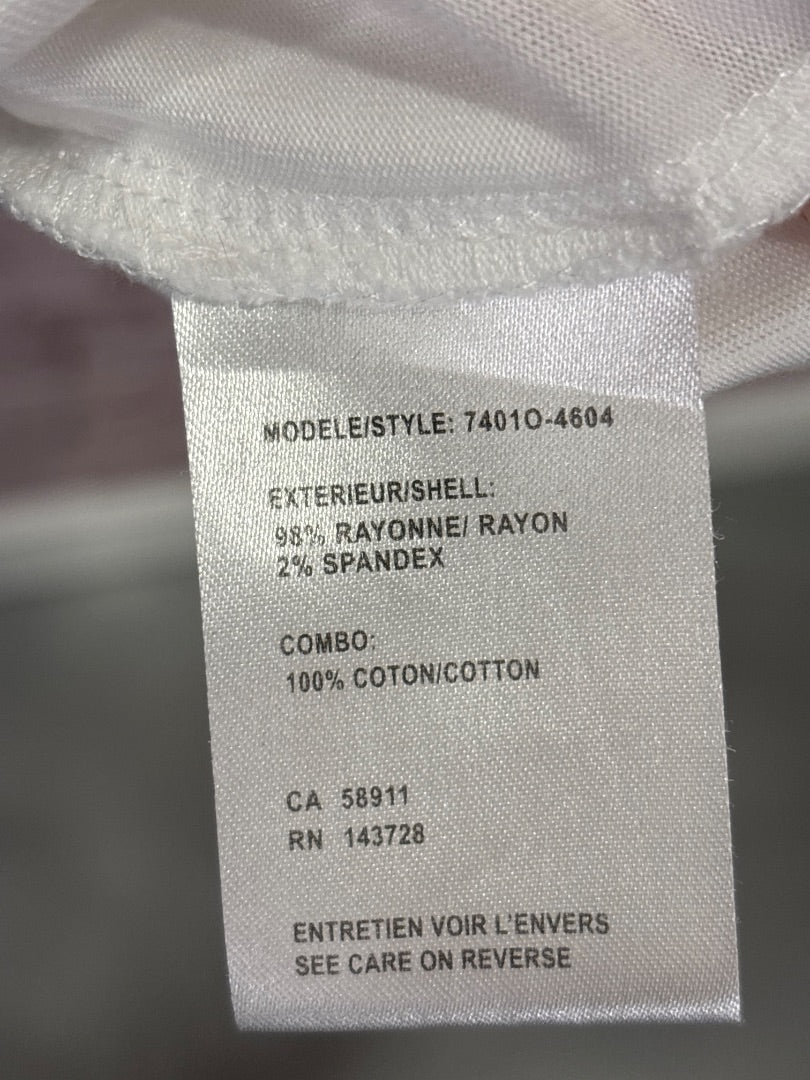 MODELE/STYLE: 7401O-4604
EXTERIEUR/SHELL:
98% RAYONNE/ RAYON
2% SPANDEX
COMBO:
100% COTON/COTTON
CA 58911
RN 143728
ENTRETIEN VOIR L'ENVERS
SEE CARE ON REVERSE